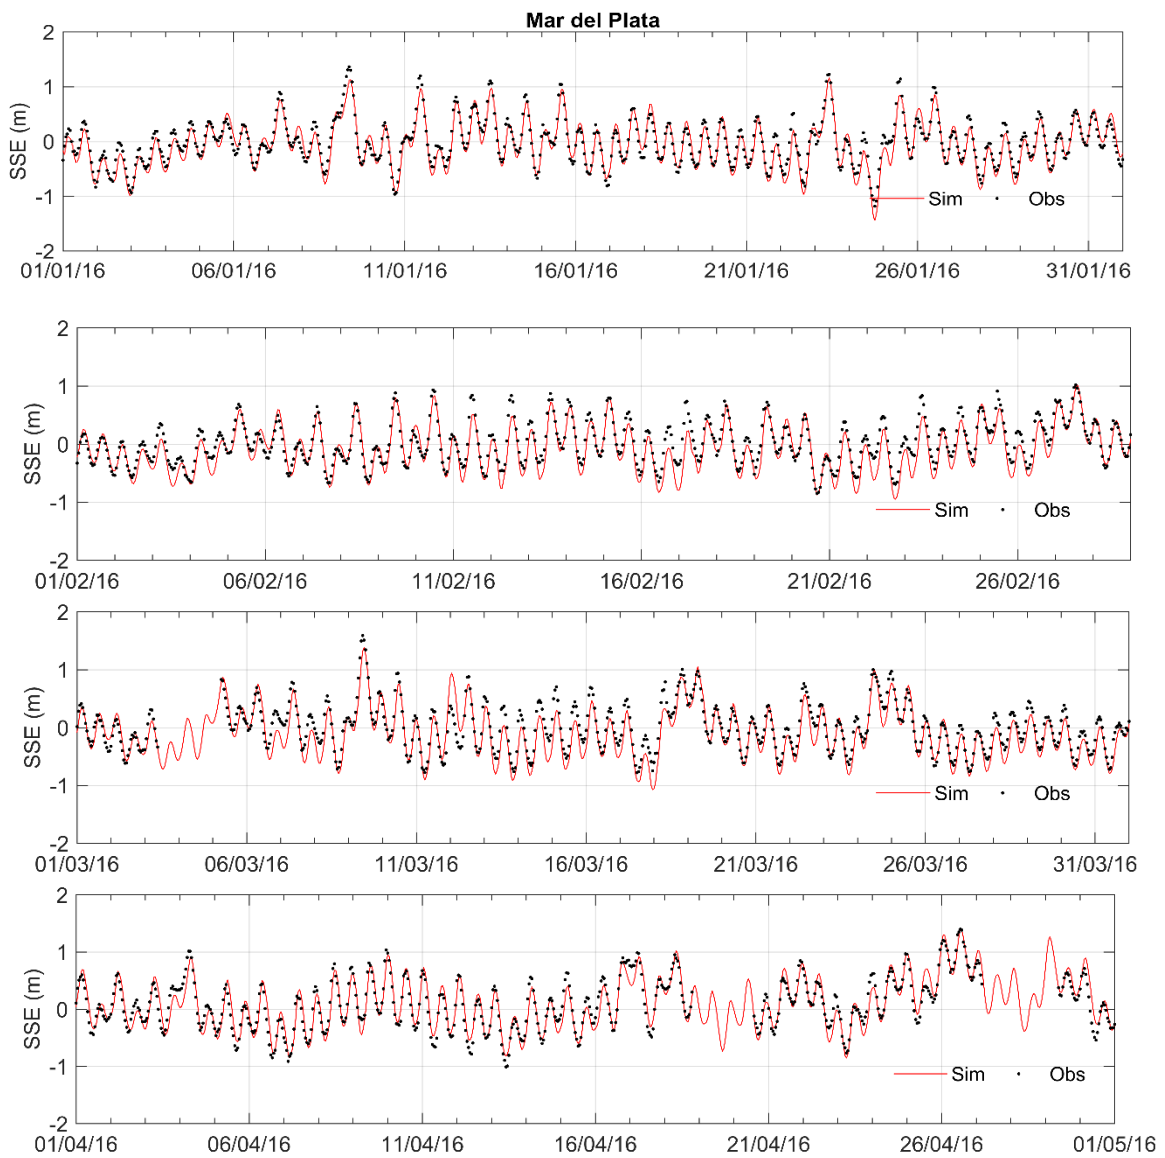 Mar del Plata
2
1
0
-1
-2
SSE (m)
Sim Obs
01/01/16 06/01/16 11/01/16 16/01/16 21/01/16 26/01/16 31/01/16
2
1
0
-1
-2
SSE (m)
Sim Obs
01/02/16 06/02/16 11/02/16 16/02/16 21/02/16 26/02/16
2
1
0
-1
-2
SSE (m)
Sim Obs
01/03/16 06/03/16 11/03/16 16/03/16 21/03/16 26/03/16 31/03/16
2
1
0
-1
-2
SSE (m)
Sim Obs
01/04/16 06/04/16 11/04/16 16/04/16 21/04/16 26/04/16 01/05/16